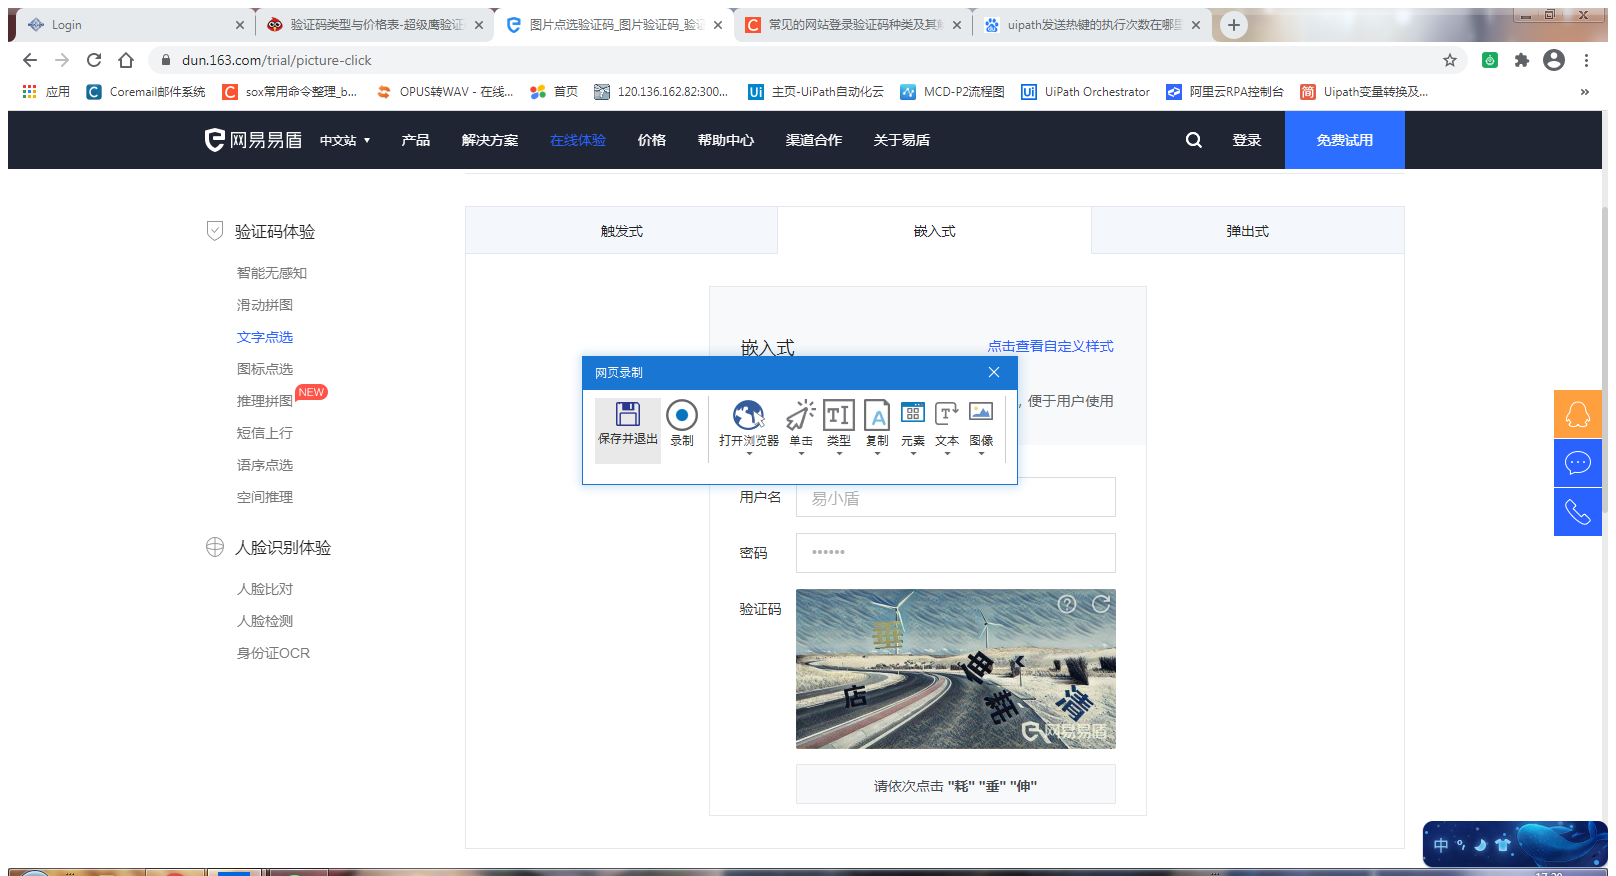 Login
验证码类型与价格表-超级鹰验证
图片点选验证码_图片验证码_验证
常见的网站登录验证码种类及其解
uipath发送热键的执行次数在哪里
dun.163.com/trial/picture-click
应用
Coremail邮件系统
sox常用命令整理_b...
OPUS转WAV - 在线...
首页
120.136.162.82:300...
主页-UiPath自动化云
MCD-P2流程图
UiPath Orchestrator
阿里云RPA控制台
Uipath变量转换及...
»
网易易盾
中文站
产品
解决方案
在线体验
价格
帮助中心
渠道合作
关于易盾
登录
免费试用
验证码体验
智能无感知
滑动拼图
文字点选
图标点选
推理拼图
NEW
短信上行
语序点选
空间推理
人脸识别体验
人脸比对
人脸检测
身份证OCR
触发式
嵌入式
弹出式
嵌入式
点击查看自定义样式
，便于用户使用
网页录制
保存并退出
录制
打开浏览器
单击
类型
复制
元素
文本
图像
用户名
易小盾
密码
••••••
验证码
垂
伸
店
耗
清
网易易盾
请依次点击 "耗" "垂" "伸"
中
17:20